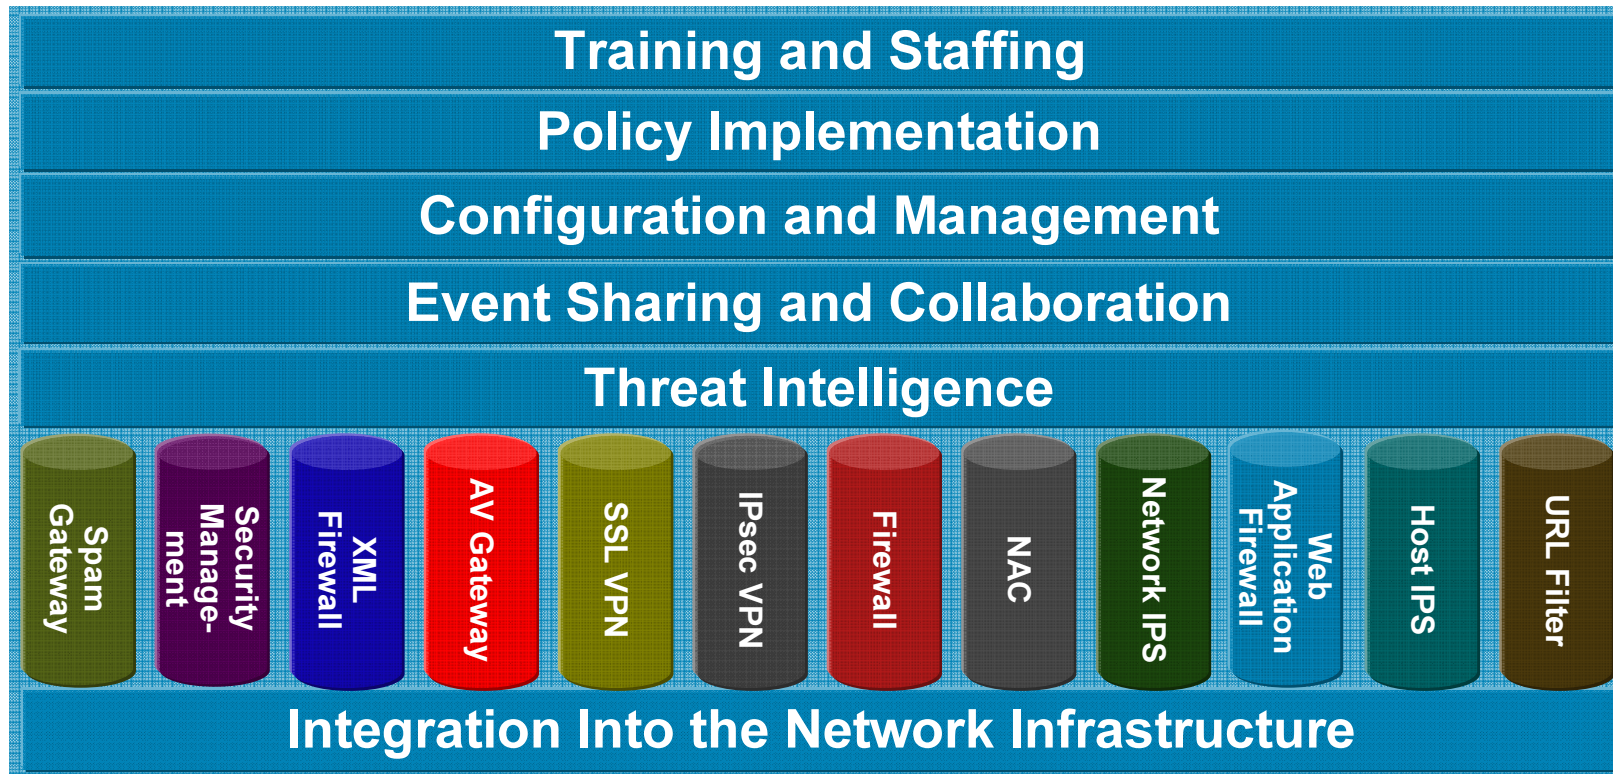 Training and Staffing
Policy Implementation
Configuration and Management
Event Sharing and Collaboration
Threat Intelligence
Spam
Gateway
Security
Manage-
ment
XML
Firewall
AV Gateway
SSL VPN
IPsec VPN
Firewall
NAC
Network IPS
Web
Application
Firewall
Host IPS
URL Filter
Integration Into the Network Infrastructure